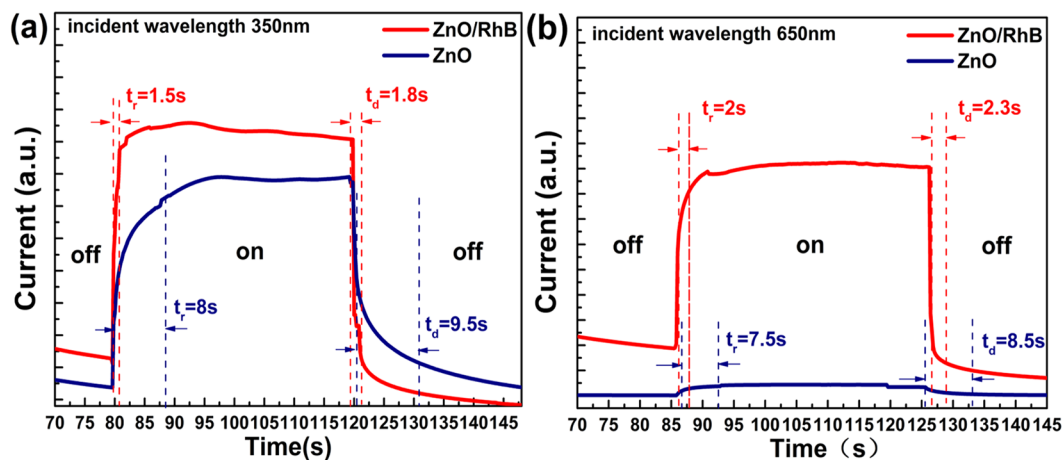 (a)
incident wavelength 350nm
ZnO/RhB
ZnO
tr=1.5s
td=1.8s
off
on
off
tr=8s
td=9.5s
Current (a.u.)
70 75 80 85 90 95 100 105 110 115 120 125 130 135 140 145
Time(s)
(b)
incident wavelength 650nm
ZnO/RhB
ZnO
tr=2s
td=2.3s
off
on
off
tr=7.5s
td=8.5s
Current (a.u.)
70 75 80 85 90 95 100 105 110 115 120 125 130 135 140 145
Time（s）